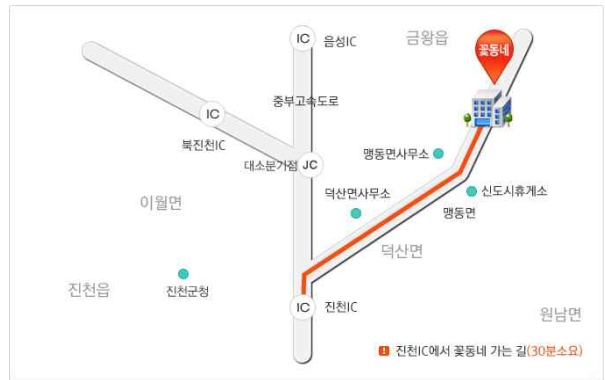 IC 음성IC
금왕읍
꽃동네
중부고속도로
IC
북진천IC
대소분기점 JC
맹동면사무소
덕산면사무소
신도시휴게소
맹동면
이월면
덕산면
진천읍
진천군청
IC 진천IC
원남면
! 진천IC에서 꽃동네 가는 길(30분소요)